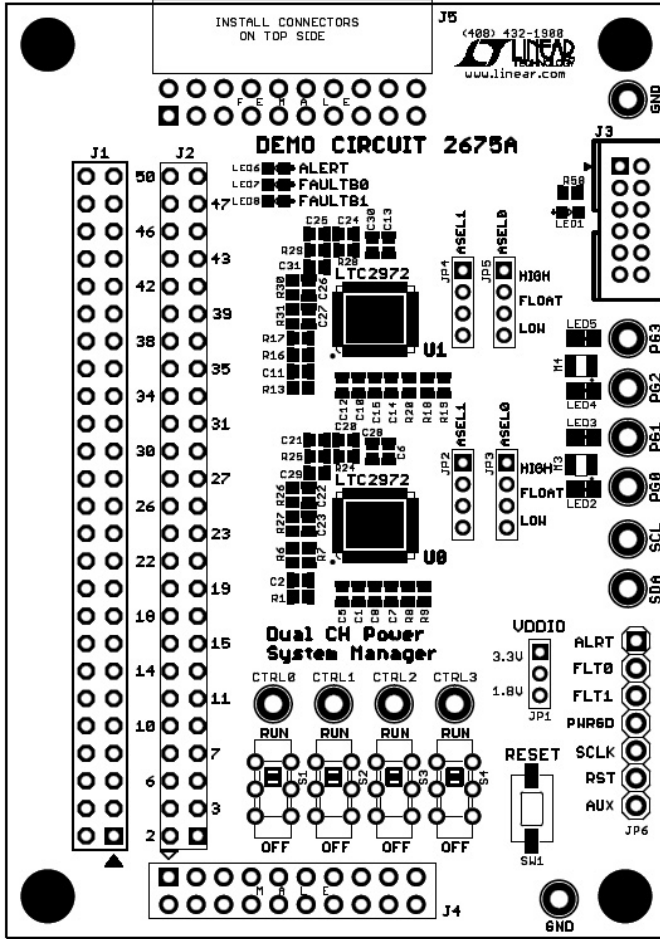 INSTALL CONNECTORS
ON TOP SIDE
J5
(408) 432-1900
LINEAR
TECHNOLOGY
www.linear.com
GND
FEMALE
DEMO CIRCUIT 2675A
J3
J1
J2
LED6 ALERT
LED7 FAULTB0
LED8 FAULTB1
R58
LED1
50
47
46
43
42
39
38
35
34
31
30
27
26
23
22
19
18
15
14
11
10
7
6
3
2
C25 C24 C30 C13
R29 R28
C31
LTC2972
R30 C26
R31 C27
R17
R16
C11
R13
U1
C12 C10 C15 C14 R20 R18 R19
JP4 ASEL1
JP5 ASEL0
HIGH
FLOAT
LOW
LED5
M4
LED4
LED3
M3
LED2
PG3
PG2
PG1
PG0
SCL
SDA
C21 C20 C28
R25 R24 C6
C29
LTC2972
R26 C22
R27 C23
R6 R7
C2
R1
U0
C5 C1 C8 C7 R8 R9
JP2 ASEL1
JP3 ASEL0
HIGH
FLOAT
LOW
Dual CH Power
System Manager
VDDIO
3.3V
1.8V
JP1
ALRT
FLT0
FLT1
PWRGD
SCLK
RST
AUX
JP6
CTRL0 CTRL1 CTRL2 CTRL3
RUN RUN RUN RUN
S1 S2 S3 S4
OFF OFF OFF OFF
RESET
SW1
MALE
J4
GND